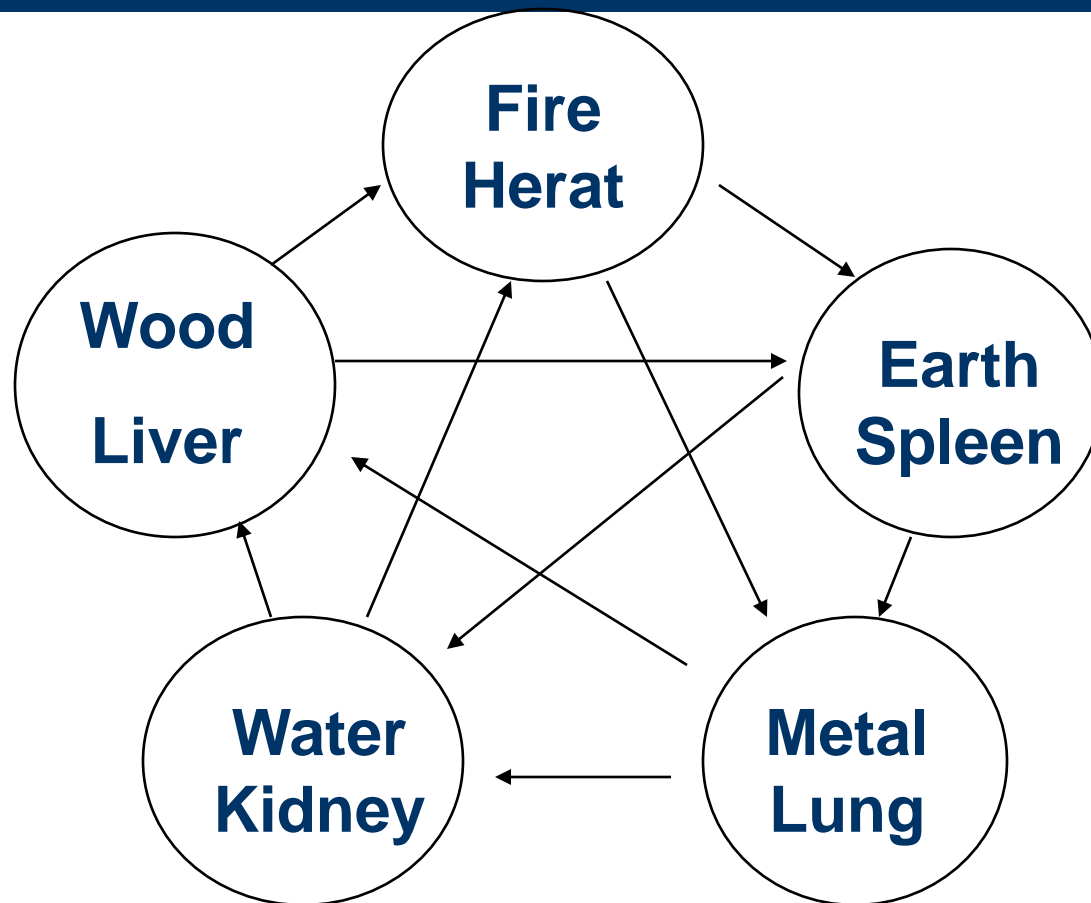 Fire
Herat
Wood
Liver
Earth
Spleen
Water
Kidney
Metal
Lung